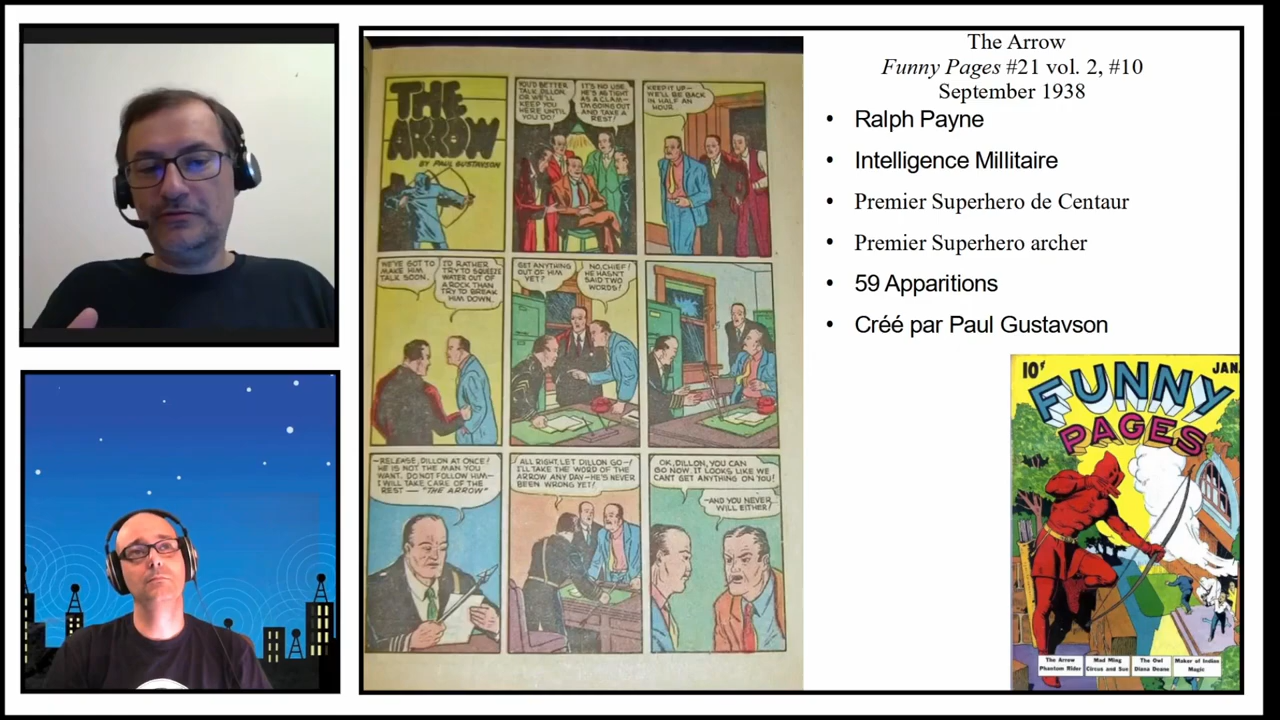 The Arrow
Funny Pages #21 vol. 2, #10
September 1938
• Ralph Payne
• Intelligence Millitaire
• Premier Superhero de Centaur
• Premier Superhero archer
• 59 Apparitions
• Créé par Paul Gustavson
THE
ARROW
BY PAUL GUSTAVSON
YOU'D BETTER
TALK DILLON,
OR WE'LL
KEEP YOU
HERE UNTIL
YOU DO!
IT'S NO USE,
HE'S AS TIGHT
AS A CLAM—
I'M GOING OUT
AND TAKE A
REST!
KEEP IT UP—
WE'LL BE BACK
IN HALF AN
HOUR.
WE'VE GOT TO
MAKE HIM
TALK SOON.
I'D RATHER
TRY TO SQUEEZE
WATER OUT OF
A ROCK THAN
TRY TO BREAK
HIM DOWN.
GET ANYTHING
OUT OF HIM
YET?
NO, CHIEF!
HE HASN'T
SAID TWO
WORDS!
—RELEASE, DILLON AT ONCE!
HE IS NOT THE MAN YOU
WANT. DO NOT FOLLOW HIM—
I WILL TAKE CARE OF THE
REST — "THE ARROW"
ALL RIGHT, LET DILLON GO—!
I'LL TAKE THE WORD OF THE
ARROW ANY DAY—HE'S NEVER
BEEN WRONG YET!
OK, DILLON, YOU CAN
GO NOW. IT LOOKS LIKE WE
CAN'T GET ANYTHING ON YOU!
—AND YOU NEVER
WILL EITHER!
10¢
JAN.
FUNNY
PAGES
The Arrow
Phantom Rider
Mad Ming
Circus and Sue
The Owl
Diana Deane
Maker of Indian
Magic